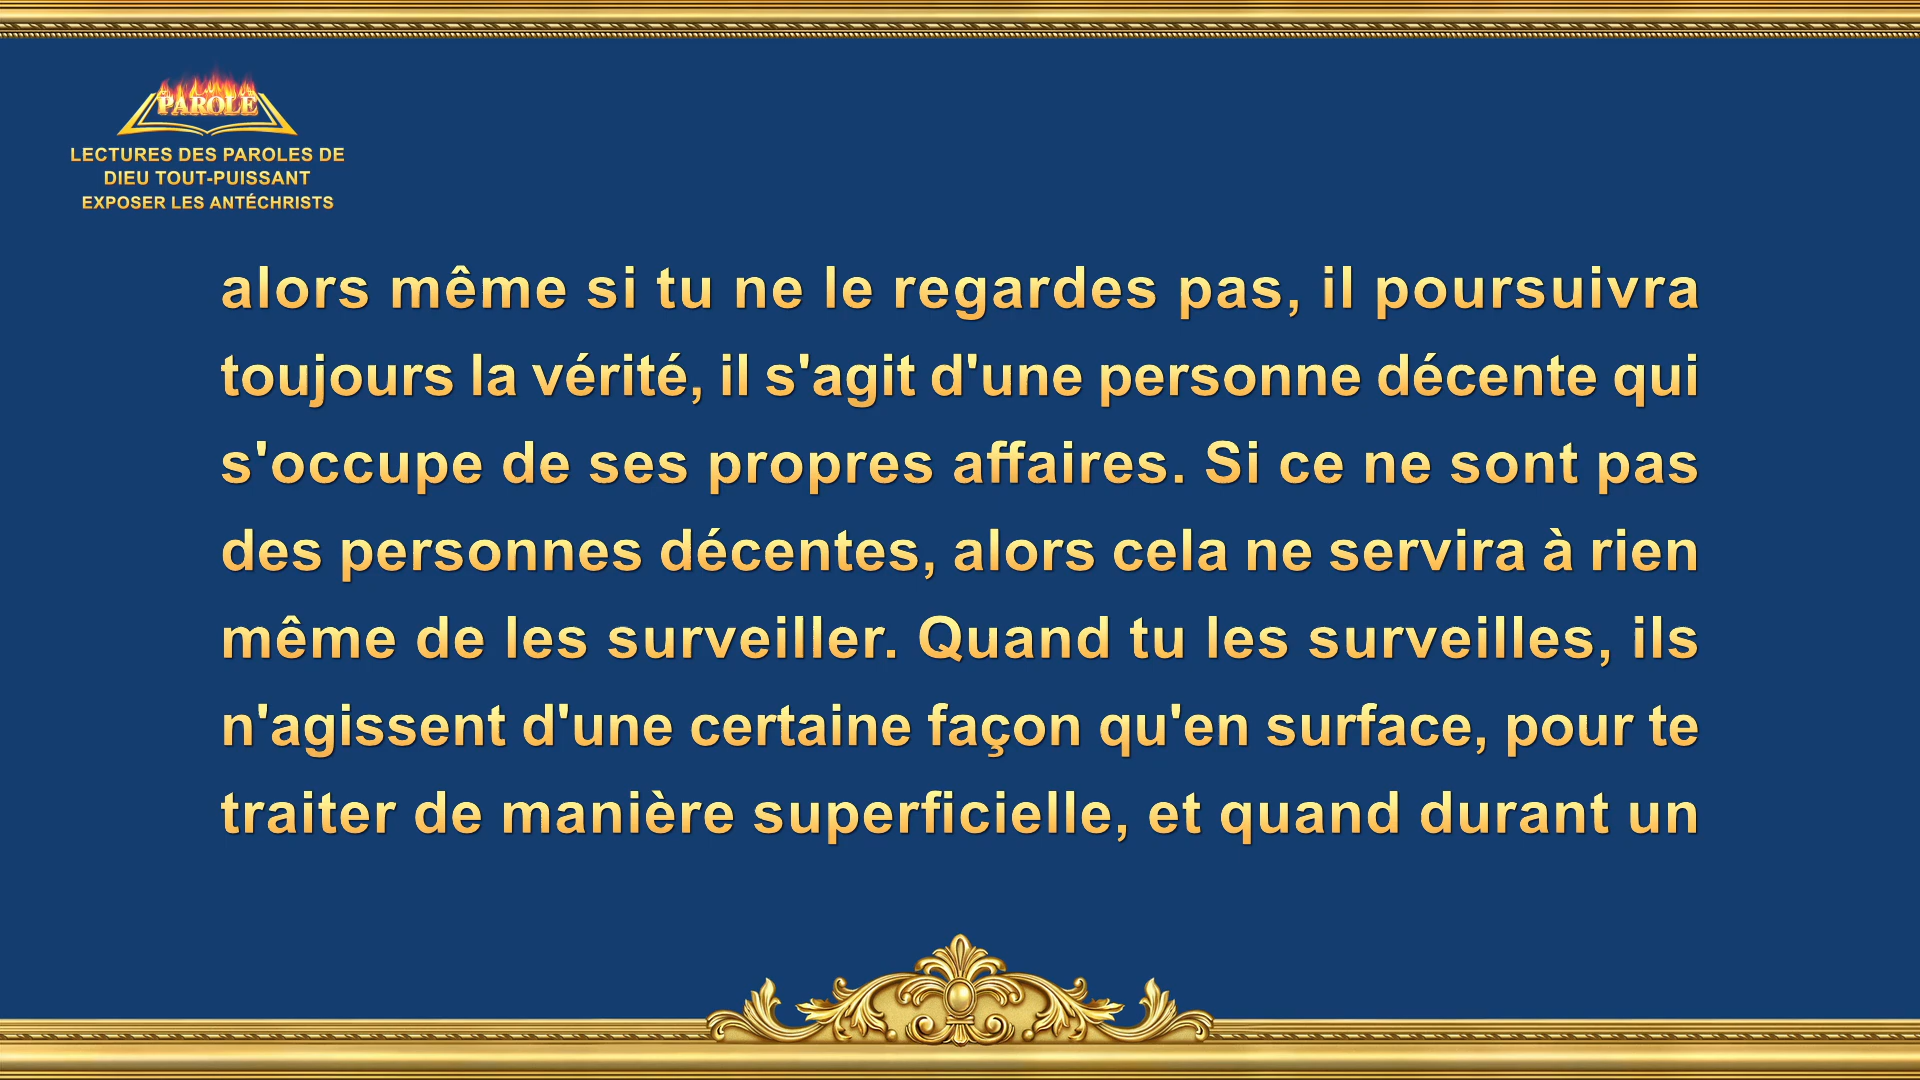 PAROLE
LECTURES DES PAROLES DE
DIEU TOUT-PUISSANT
EXPOSER LES ANTÉCHRISTS
alors même si tu ne le regardes pas, il poursuivra
toujours la vérité, il s'agit d'une personne décente qui
s'occupe de ses propres affaires. Si ce ne sont pas
des personnes décentes, alors cela ne servira à rien
même de les surveiller. Quand tu les surveilles, ils
n'agissent d'une certaine façon qu'en surface, pour te
traiter de manière superficielle, et quand durant un